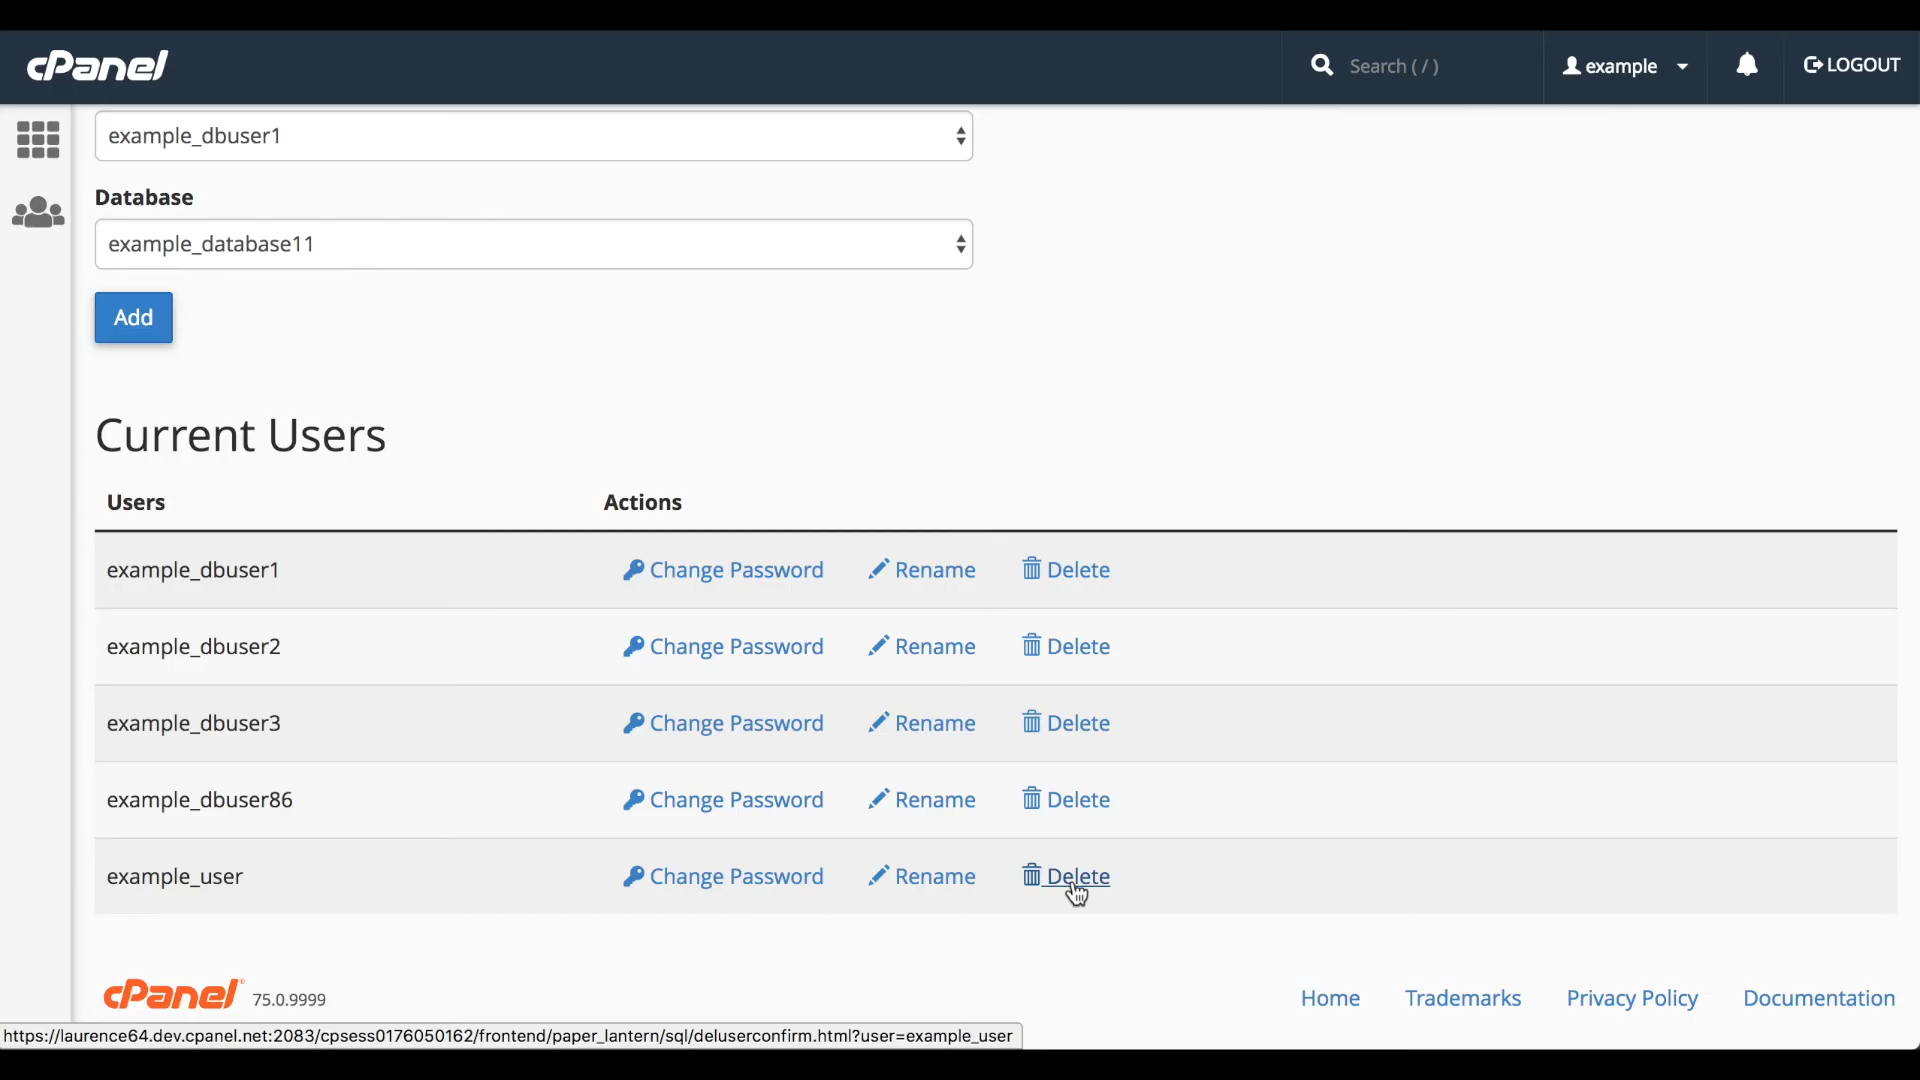 cPanel
Search ( / )
example
LOGOUT
example_dbuser1
Database
example_database11
Add
Current Users
Users Actions
example_dbuser1 Change Password Rename Delete
example_dbuser2 Change Password Rename Delete
example_dbuser3 Change Password Rename Delete
example_dbuser86 Change Password Rename Delete
example_user Change Password Rename Delete
cPanel® 75.0.9999
Home Trademarks Privacy Policy Documentation
https://laurence64.dev.cpanel.net:2083/cpsess0176050162/frontend/paper_lantern/sql/deluserconfirm.html?user=example_user